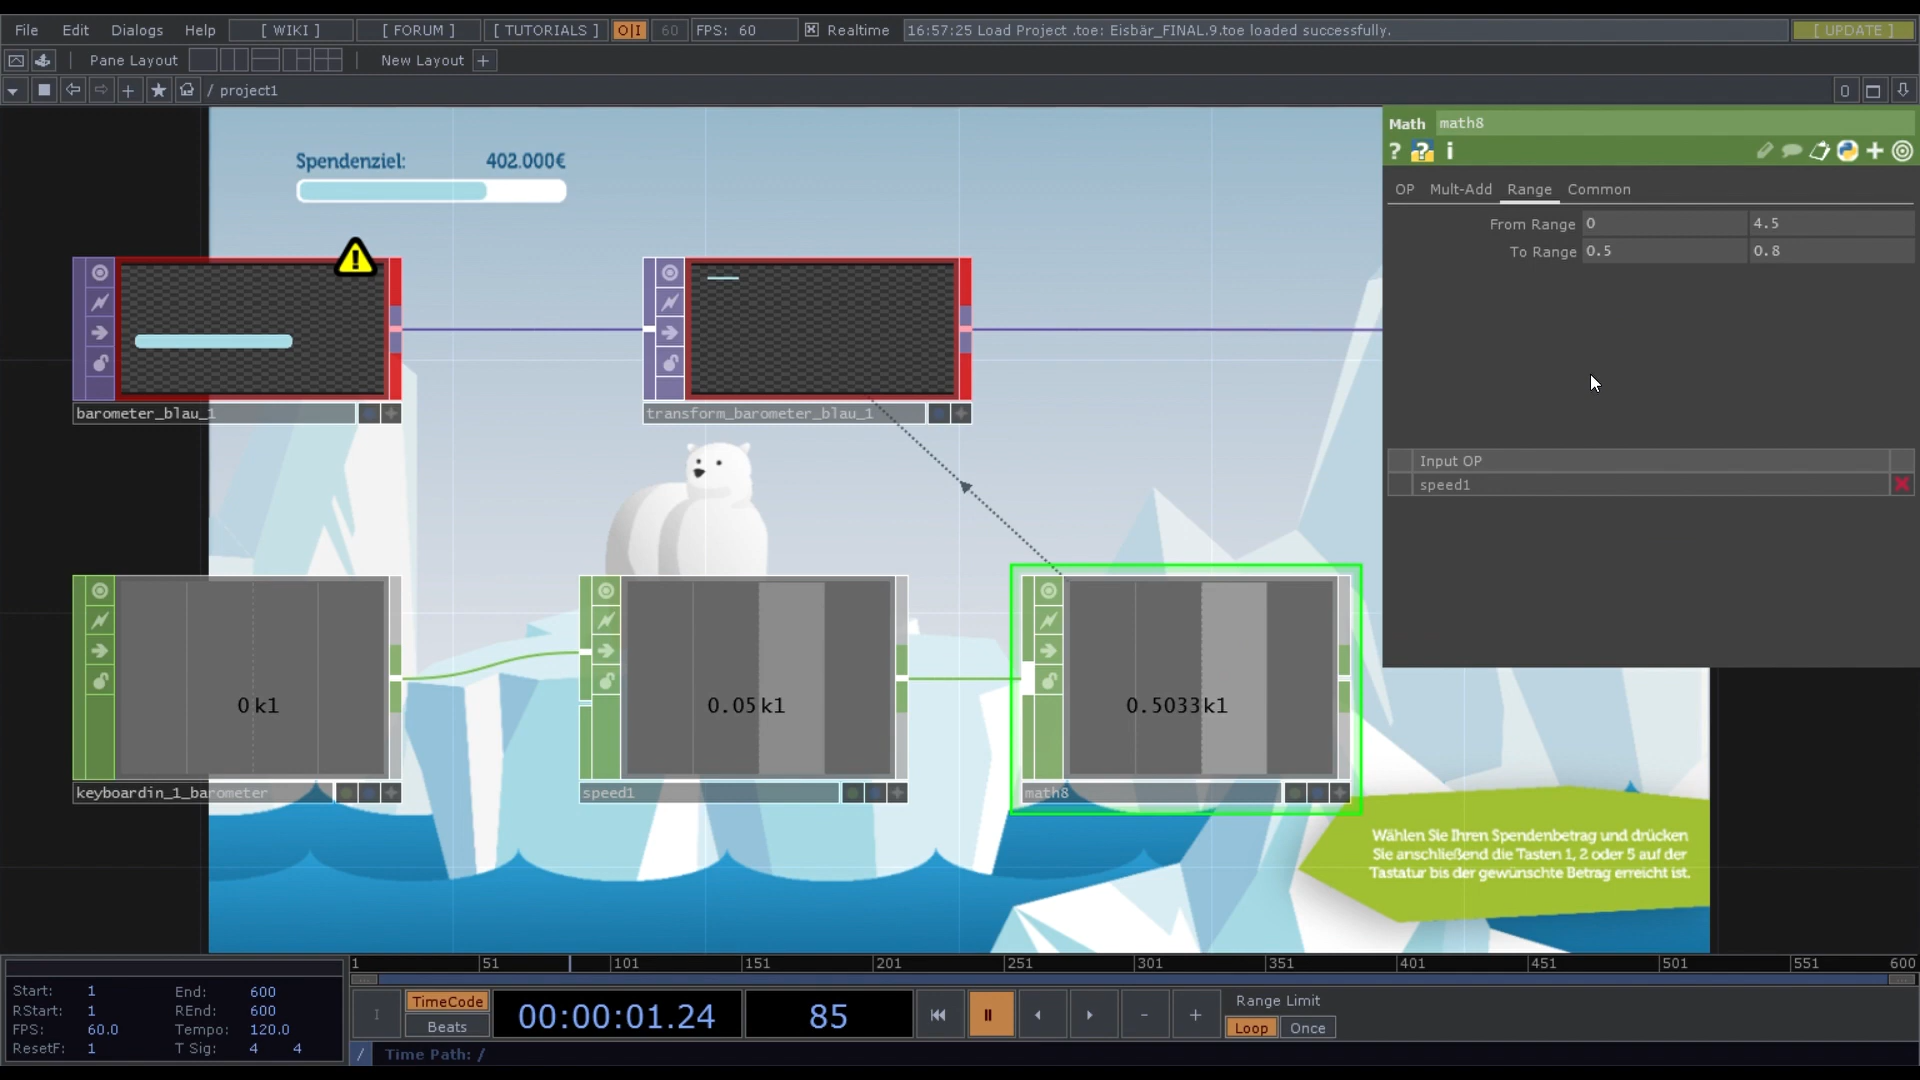 File Edit Dialogs Help [ WIKI ] [ FORUM ] [ TUTORIALS ] O|I 60 FPS: 60 Realtime 16:57:25 Load Project .toe: Eisbär_FINAL.9.toe loaded successfully. [ UPDATE ]
Pane Layout New Layout +
/ project1 0
Math math8
? ? i
OP Mult-Add Range Common
From Range 0 4.5
To Range 0.5 0.8
Input OP
speed1
Spendenziel: 402.000€
barometer_blau_1
transform_barometer_blau_1
0 k1
0.05 k1
0.5033 k1
keyboardin_1_barometer
speed1
math8
Wählen Sie Ihren Spendenbetrag und drücken
Sie anschließend die Tasten 1, 2 oder 5 auf der
Tastatur bis der gewünschte Betrag erreicht ist.
1 51 101 151 201 251 301 351 401 451 501 551 600
Start: 1 End: 600
RStart: 1 REnd: 600
FPS: 60.0 Tempo: 120.0
ResetF: 1 T Sig: 4 4
I
TimeCode
Beats
00:00:01.24
85
- +
Range Limit
Loop Once
/ Time Path: /